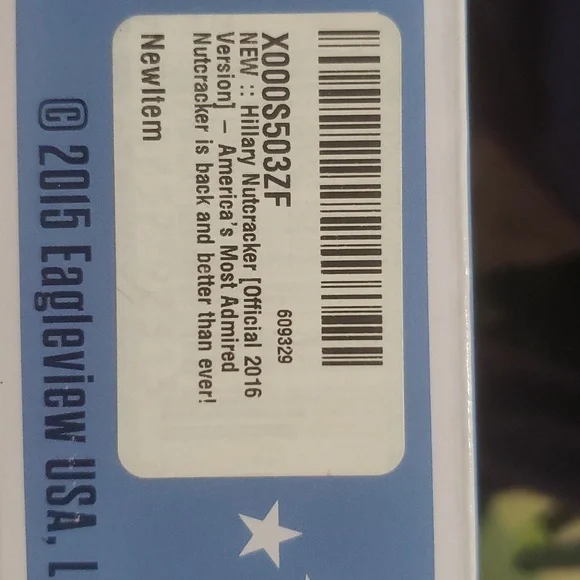 X000S503ZF
609329
NEW :: Hillary Nutcracker [Official 2016
Version] – America's Most Admired
Nutcracker is back and better than ever!
NewItem
© 2015 Eagleview USA, L